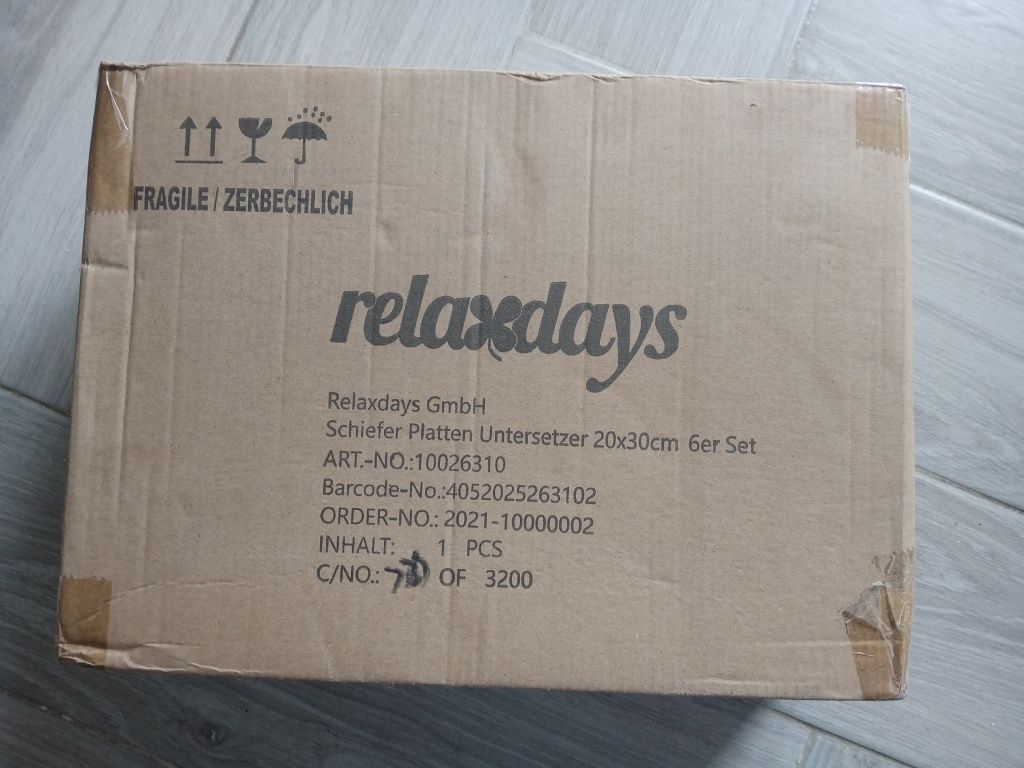 FRAGILE / ZERBECHLICH
relaxdays
Relaxdays GmbH
Schiefer Platten Untersetzer 20x30cm 6er Set
ART.-NO.:10026310
Barcode-No.:4052025263102
ORDER-NO.: 2021-10000002
INHALT: 1 PCS
C/NO.: OF 3200